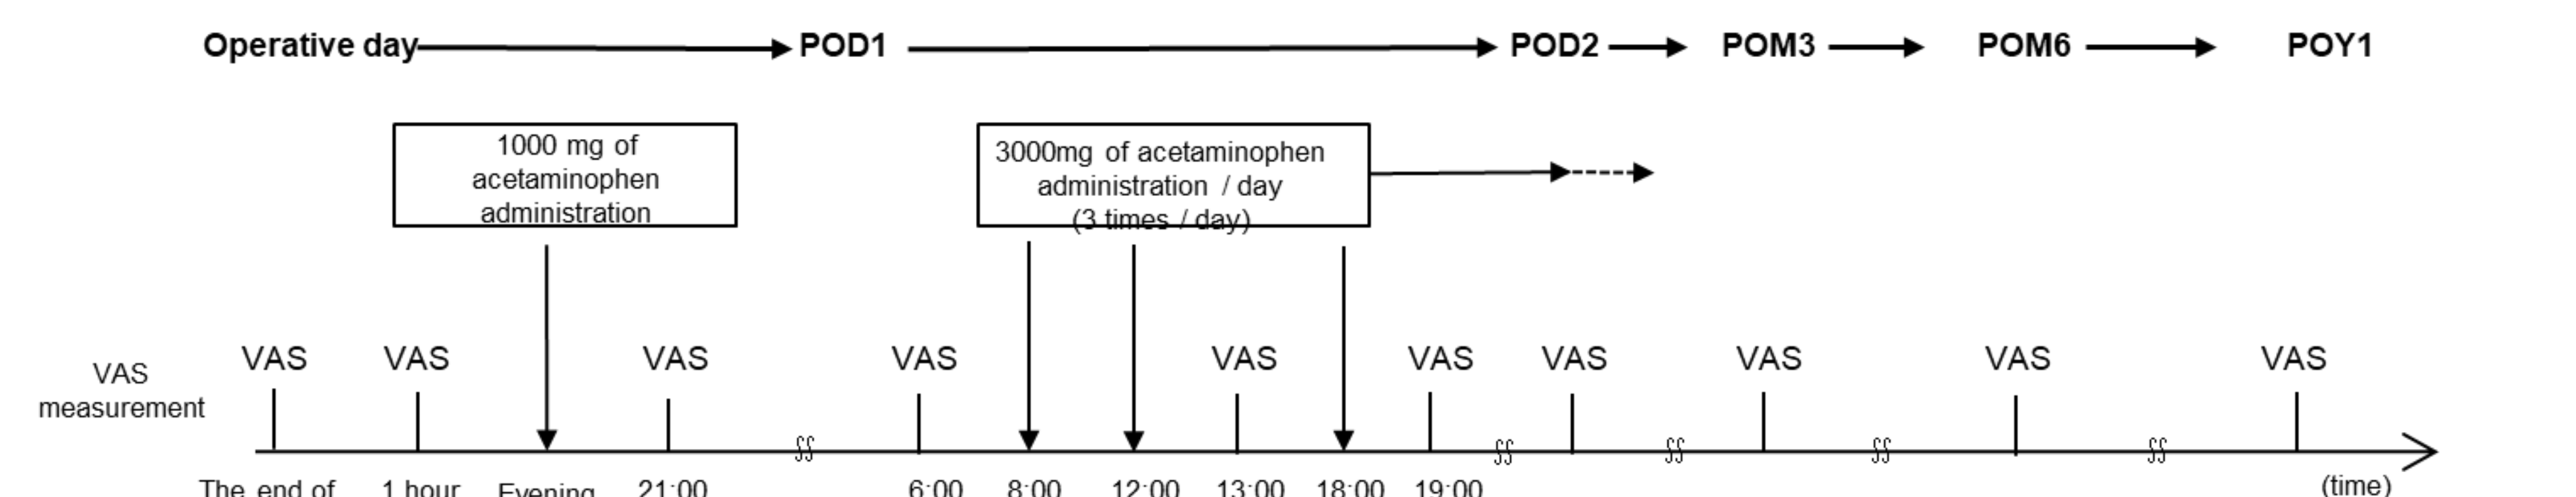 Operative day POD1 POD2 POM3 POM6 POY1
1000 mg of
acetaminophen
administration
3000mg of acetaminophen
administration / day
(3 times / day)
VAS
measurement
VAS VAS VAS VAS VAS VAS VAS VAS VAS VAS
The end of 1 hour Evening 21:00 6:00 8:00 12:00 13:00 18:00 19:00 (time)